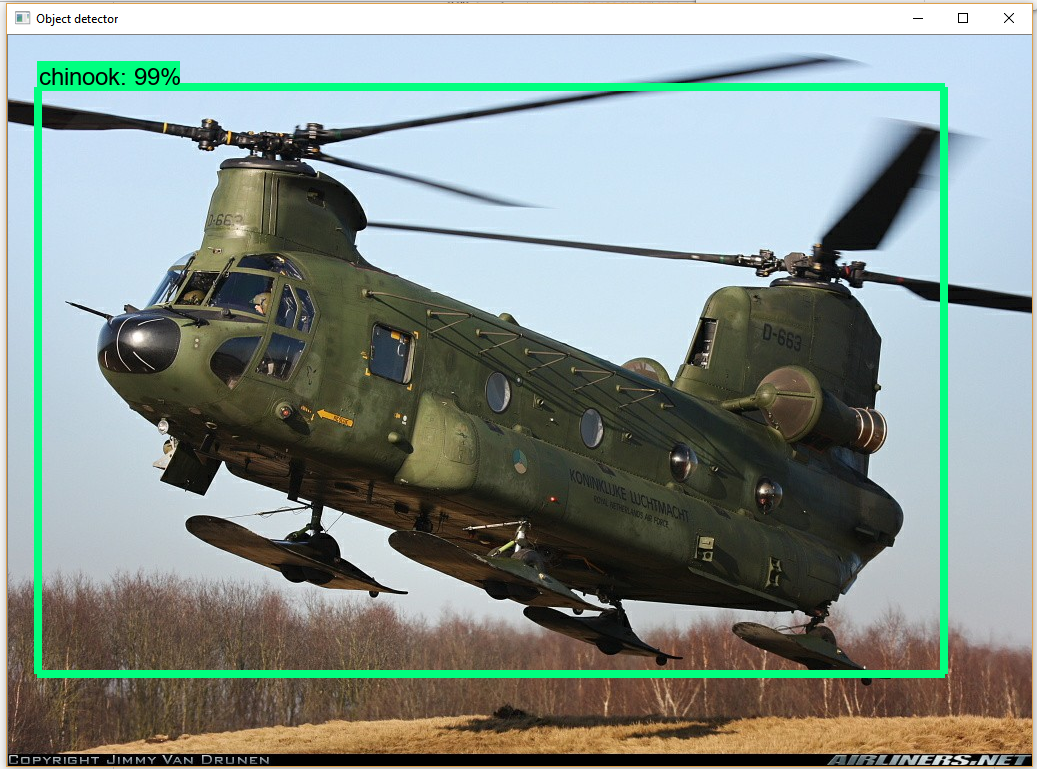 Object detector
chinook: 99%
D-663
D-663
KONINKLIJKE LUCHTMACHT
ROYAL NETHERLANDS AIR FORCE
COPYRIGHT JIMMY VAN DRUNEN
AIRLINERS.NET